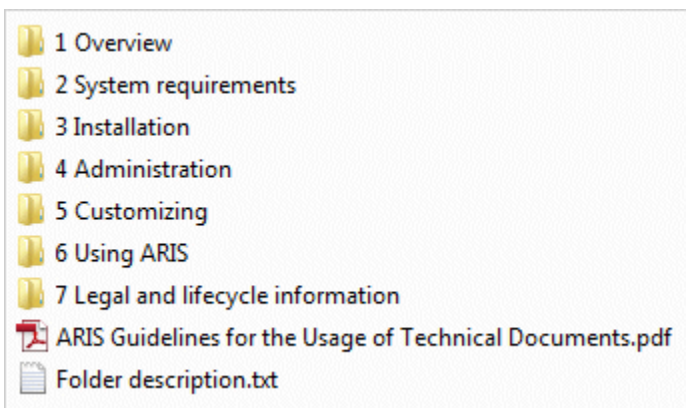 1 Overview
2 System requirements
3 Installation
4 Administration
5 Customizing
6 Using ARIS
7 Legal and lifecycle information
ARIS Guidelines for the Usage of Technical Documents.pdf
Folder description.txt